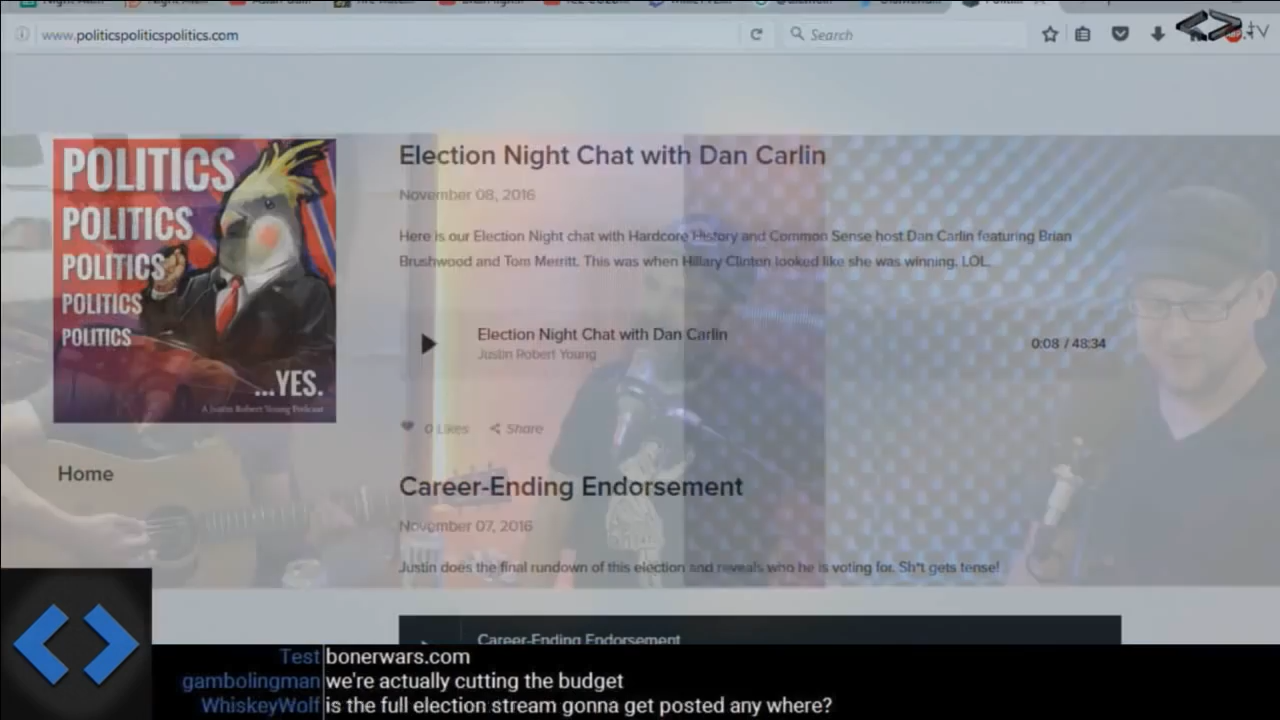 www.politicspoliticspolitics.com
Search
.TV
POLITICS
POLITICS
POLITICS
POLITICS
POLITICS
...YES.
A Justin Robert Young Podcast
Home
Election Night Chat with Dan Carlin
November 08, 2016
Here is our Election Night chat with Hardcore History and Common Sense host Dan Carlin featuring Brian
Brushwood and Tom Merritt. This was when Hillary Clinton looked like she was winning. LOL.
Election Night Chat with Dan Carlin
Justin Robert Young
0:08 / 48:34
0 Likes
Share
Career-Ending Endorsement
November 07, 2016
Justin does the final rundown of this election and reveals who he is voting for. Sh*t gets tense!
Career-Ending Endorsement
Test bonerwars.com
gambolingman we're actually cutting the budget
WhiskeyWolf is the full election stream gonna get posted any where?